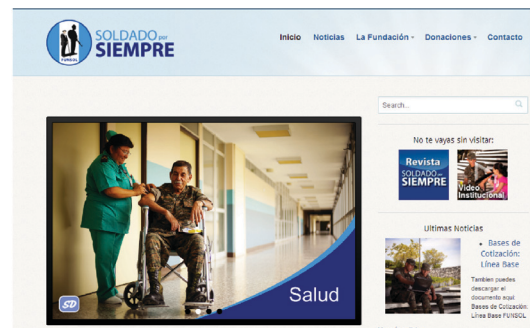 SOLDADO por
SIEMPRE
FUNSOL
Inicio Noticias La Fundación Donaciones Contacto
Search...
No te vayas sin visitar:
Revista
SOLDADO por
SIEMPRE
Video
Institucional
Ultimas Noticias
Bases de
Cotización:
Línea Base
Tambien puedes
descargar el
documento aqui
Bases de Cotización.
Línea Base FUNSOL
Salud
SD